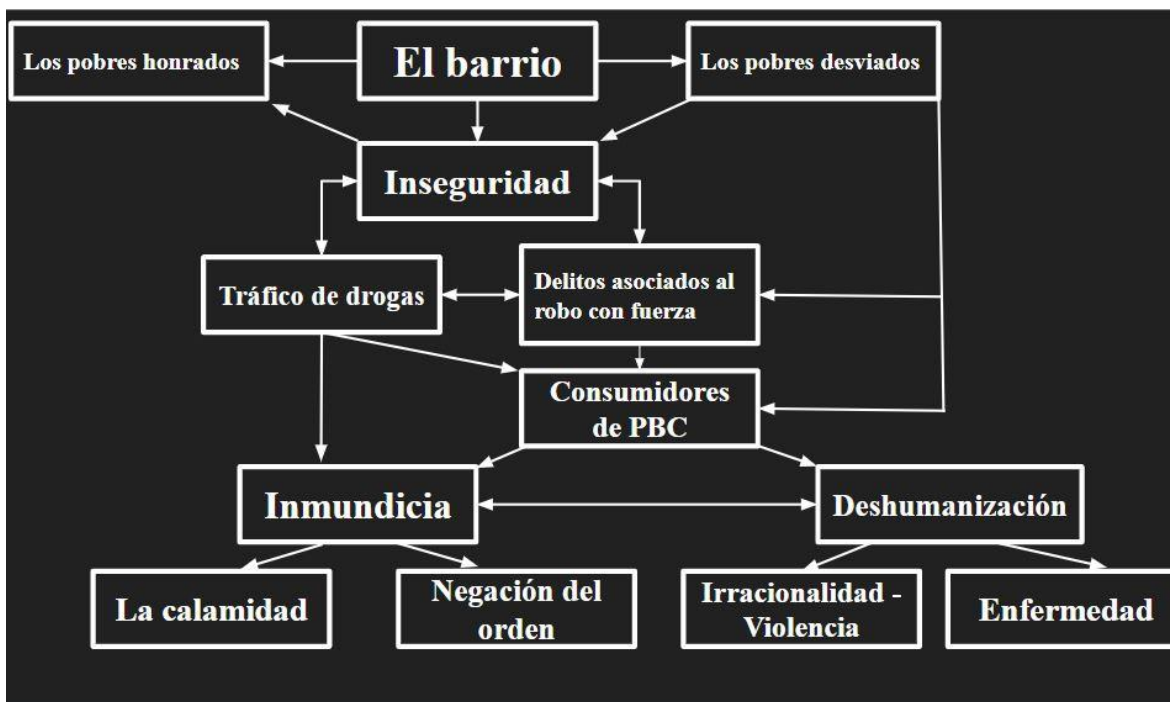 Los pobres honrados
El barrio
Los pobres desviados
Inseguridad
Tráfico de drogas
Delitos asociados al
robo con fuerza
Consumidores
de PBC
Inmundicia
Deshumanización
La calamidad
Negación del
orden
Irracionalidad -
Violencia
Enfermedad